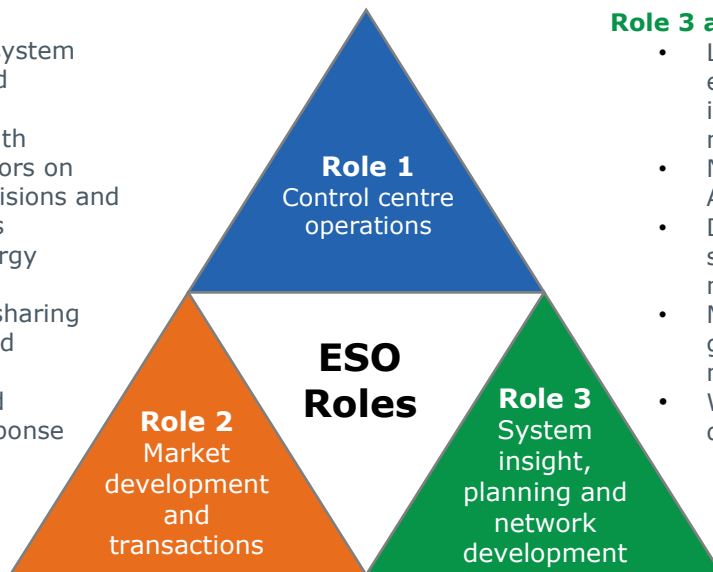 system
d
th
ors on
isions and
s
rgy
sharing
d
d
ponse
Role 1
Control centre
operations
ESO
Roles
Role 2
Market
development
and
transactions
Role 3
System
insight,
planning and
network
development
Role 3 a
• L
e
i
r
• N
A
• D
s
r
• M
g
r
• V
c